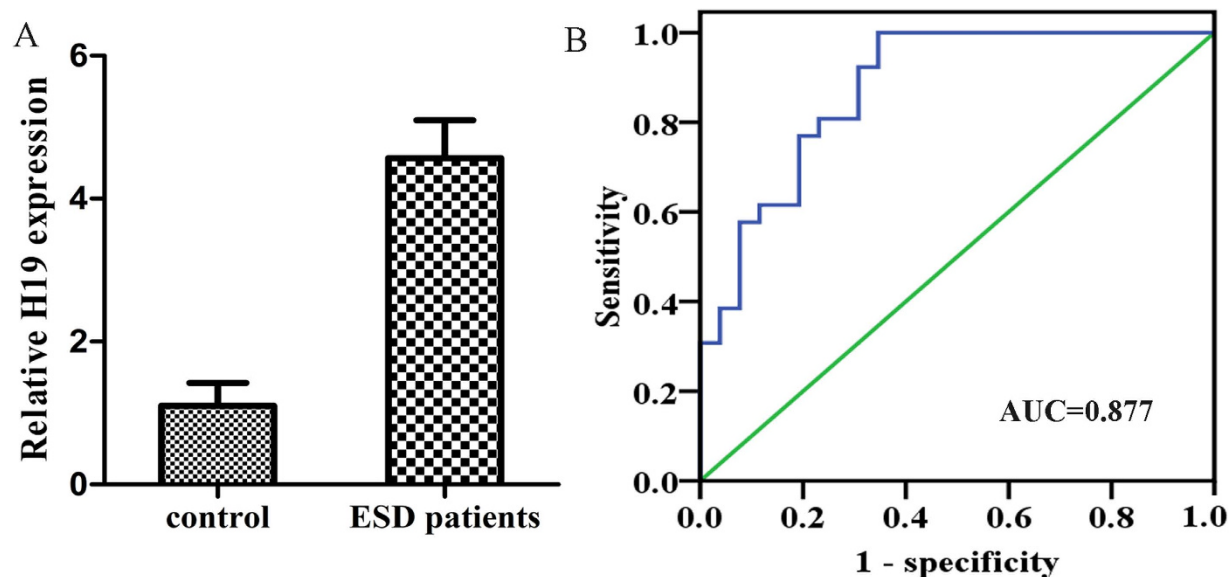 A
Relative H19 expression
6
4
2
0
control
ESD patients
B
Sensitivity
1.0
0.8
0.6
0.4
0.2
0.0
AUC=0.877
0.0 0.2 0.4 0.6 0.8 1.0
1 - specificity